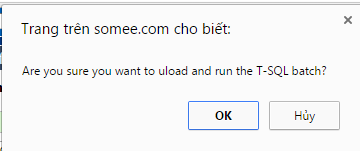 Trang trên somee.com cho biết:
Are you sure you want to uload and run the T-SQL batch?
OK
Hủy